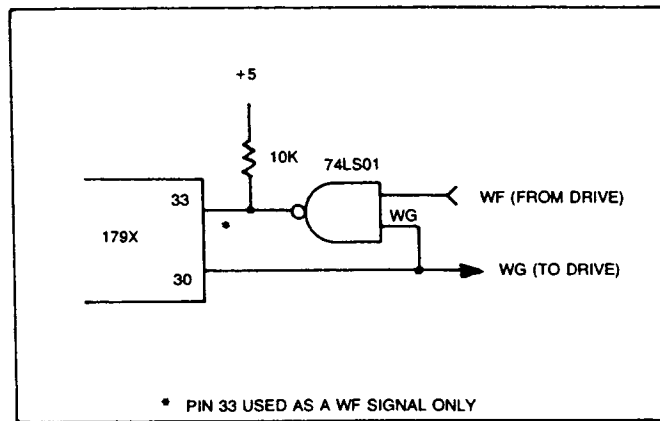 +5
10K
74LS01
33
WF (FROM DRIVE)
WG
*
179X
30
WG (TO DRIVE)
* PIN 33 USED AS A WF SIGNAL ONLY